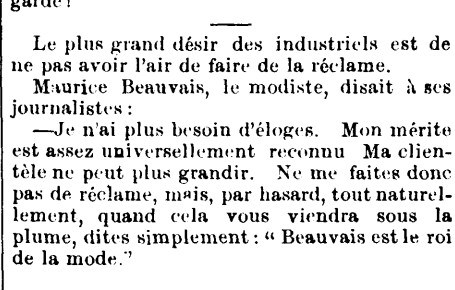 garde!
Le plus grand désir des industriels est de
ne pas avoir l'air de faire de la réclame.
Maurice Beauvais, le modiste, disait à ses
journalistes :
—Je n'ai plus besoin d'éloges. Mon mérite
est assez universellement reconnu Ma clien-
tèle ne peut plus grandir. Ne me faites donc
pas de réclame, mais, par hasard, tout naturel-
lement, quand cela vous viendra sous la
plume, dites simplement : “ Beauvais est le roi
de la mode.”